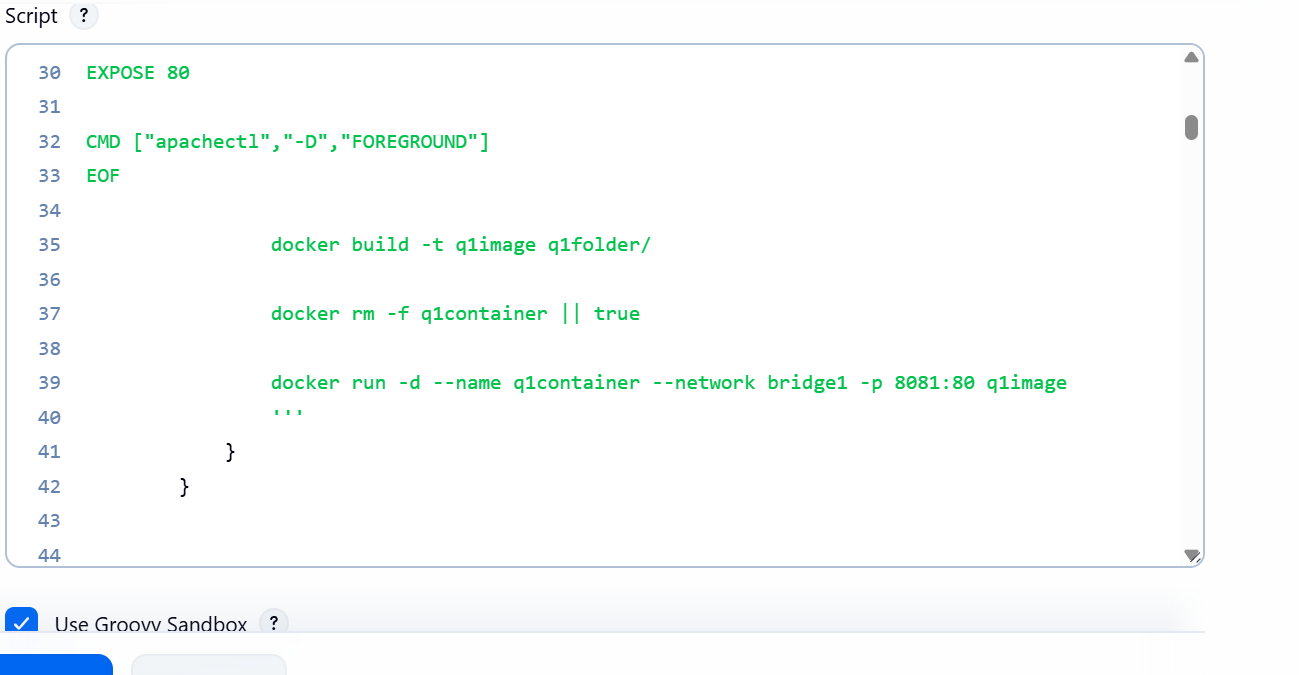 Script ?
30 EXPOSE 80
31
32 CMD ["apachectl","-D","FOREGROUND"]
33 EOF
34
35 docker build -t q1image q1folder/
36
37 docker rm -f q1container || true
38
39 docker run -d --name q1container --network bridge1 -p 8081:80 q1image
40 '''
41 }
42 }
43
44
Use Groovy Sandbox ?